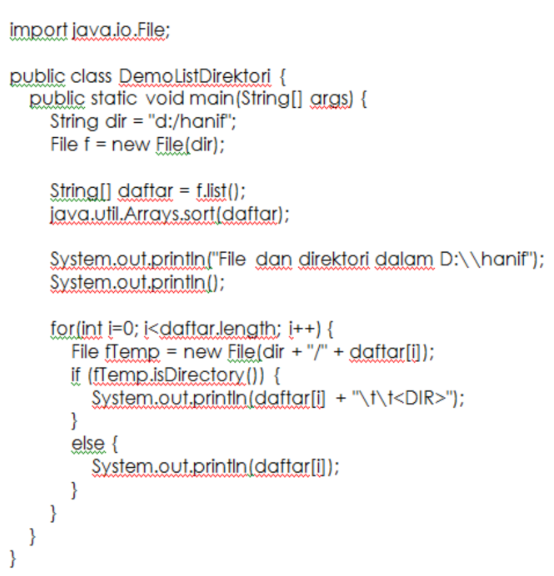 import java.io.File;
public class DemoListDirektori {
public static void main(String[] args) {
String dir = "d:/hanif";
File f = new File(dir);
String[] daftar = f.list();
java.util.Arrays.sort(daftar);
System.out.println("File dan direktori dalam D:\\hanif");
System.out.println();
for(int i=0; i<daftar.length; i++) {
File fTemp = new File(dir + "/" + daftar[i]);
if (fTemp.isDirectory()) {
System.out.println(daftar[i] + "\t\t<DIR>");
}
else {
System.out.println(daftar[i]);
}
}
}
}